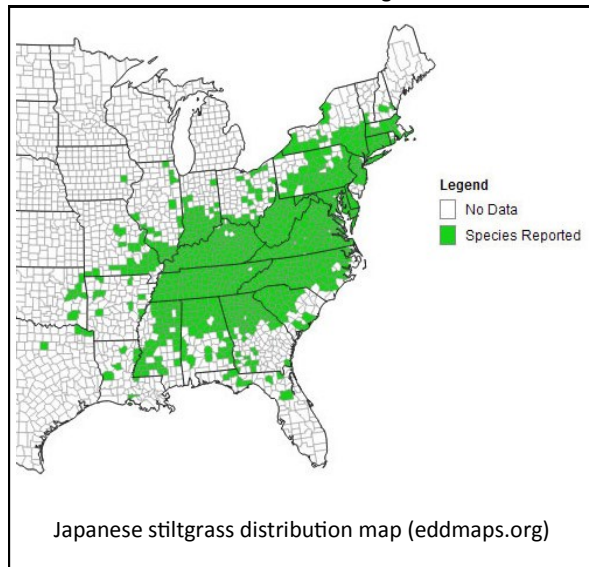 Legend
No Data
Species Reported
Japanese stiltgrass distribution map (eddmaps.org)